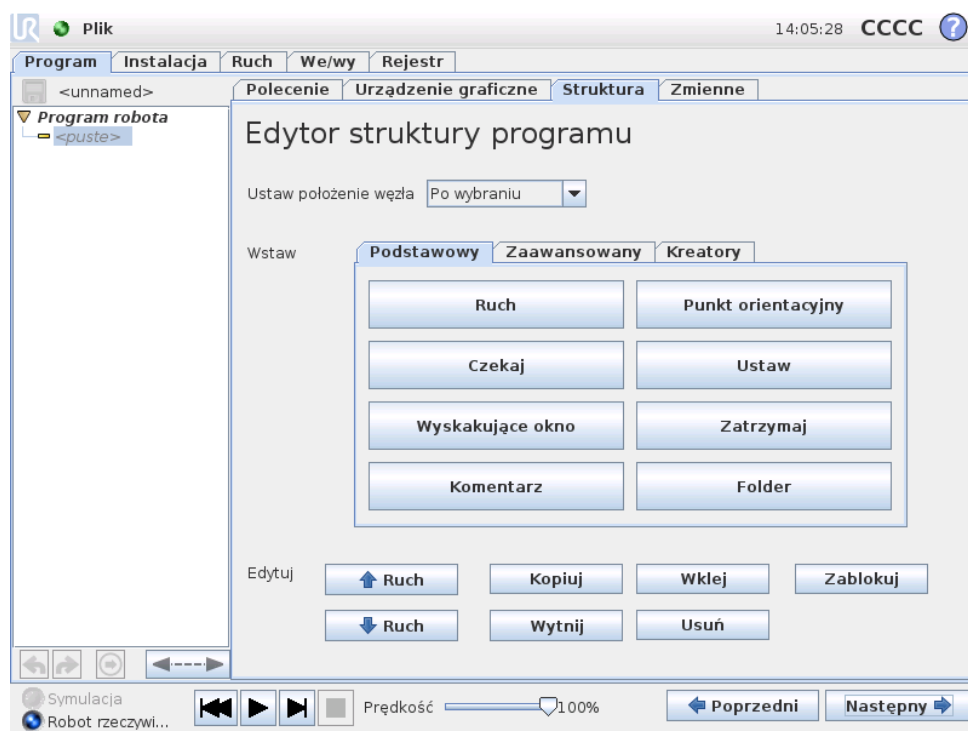 UR Plik 14:05:28 CCCC ?
Program Instalacja Ruch We/wy Rejestr
<unnamed>
Polecenie Urządzenie graficzne Struktura Zmienne
Program robota
<puste>
Edytor struktury programu
Ustaw położenie węzła Po wybraniu
Wstaw
Podstawowy Zaawansowany Kreatory
Ruch Punkt orientacyjny
Czekaj Ustaw
Wyskakujące okno Zatrzymaj
Komentarz Folder
Edytuj
Ruch Kopiuj Wklej Zablokuj
Ruch Wytnij Usuń
Symulacja
Robot rzeczywi...
Prędkość 100%
Poprzedni Następny